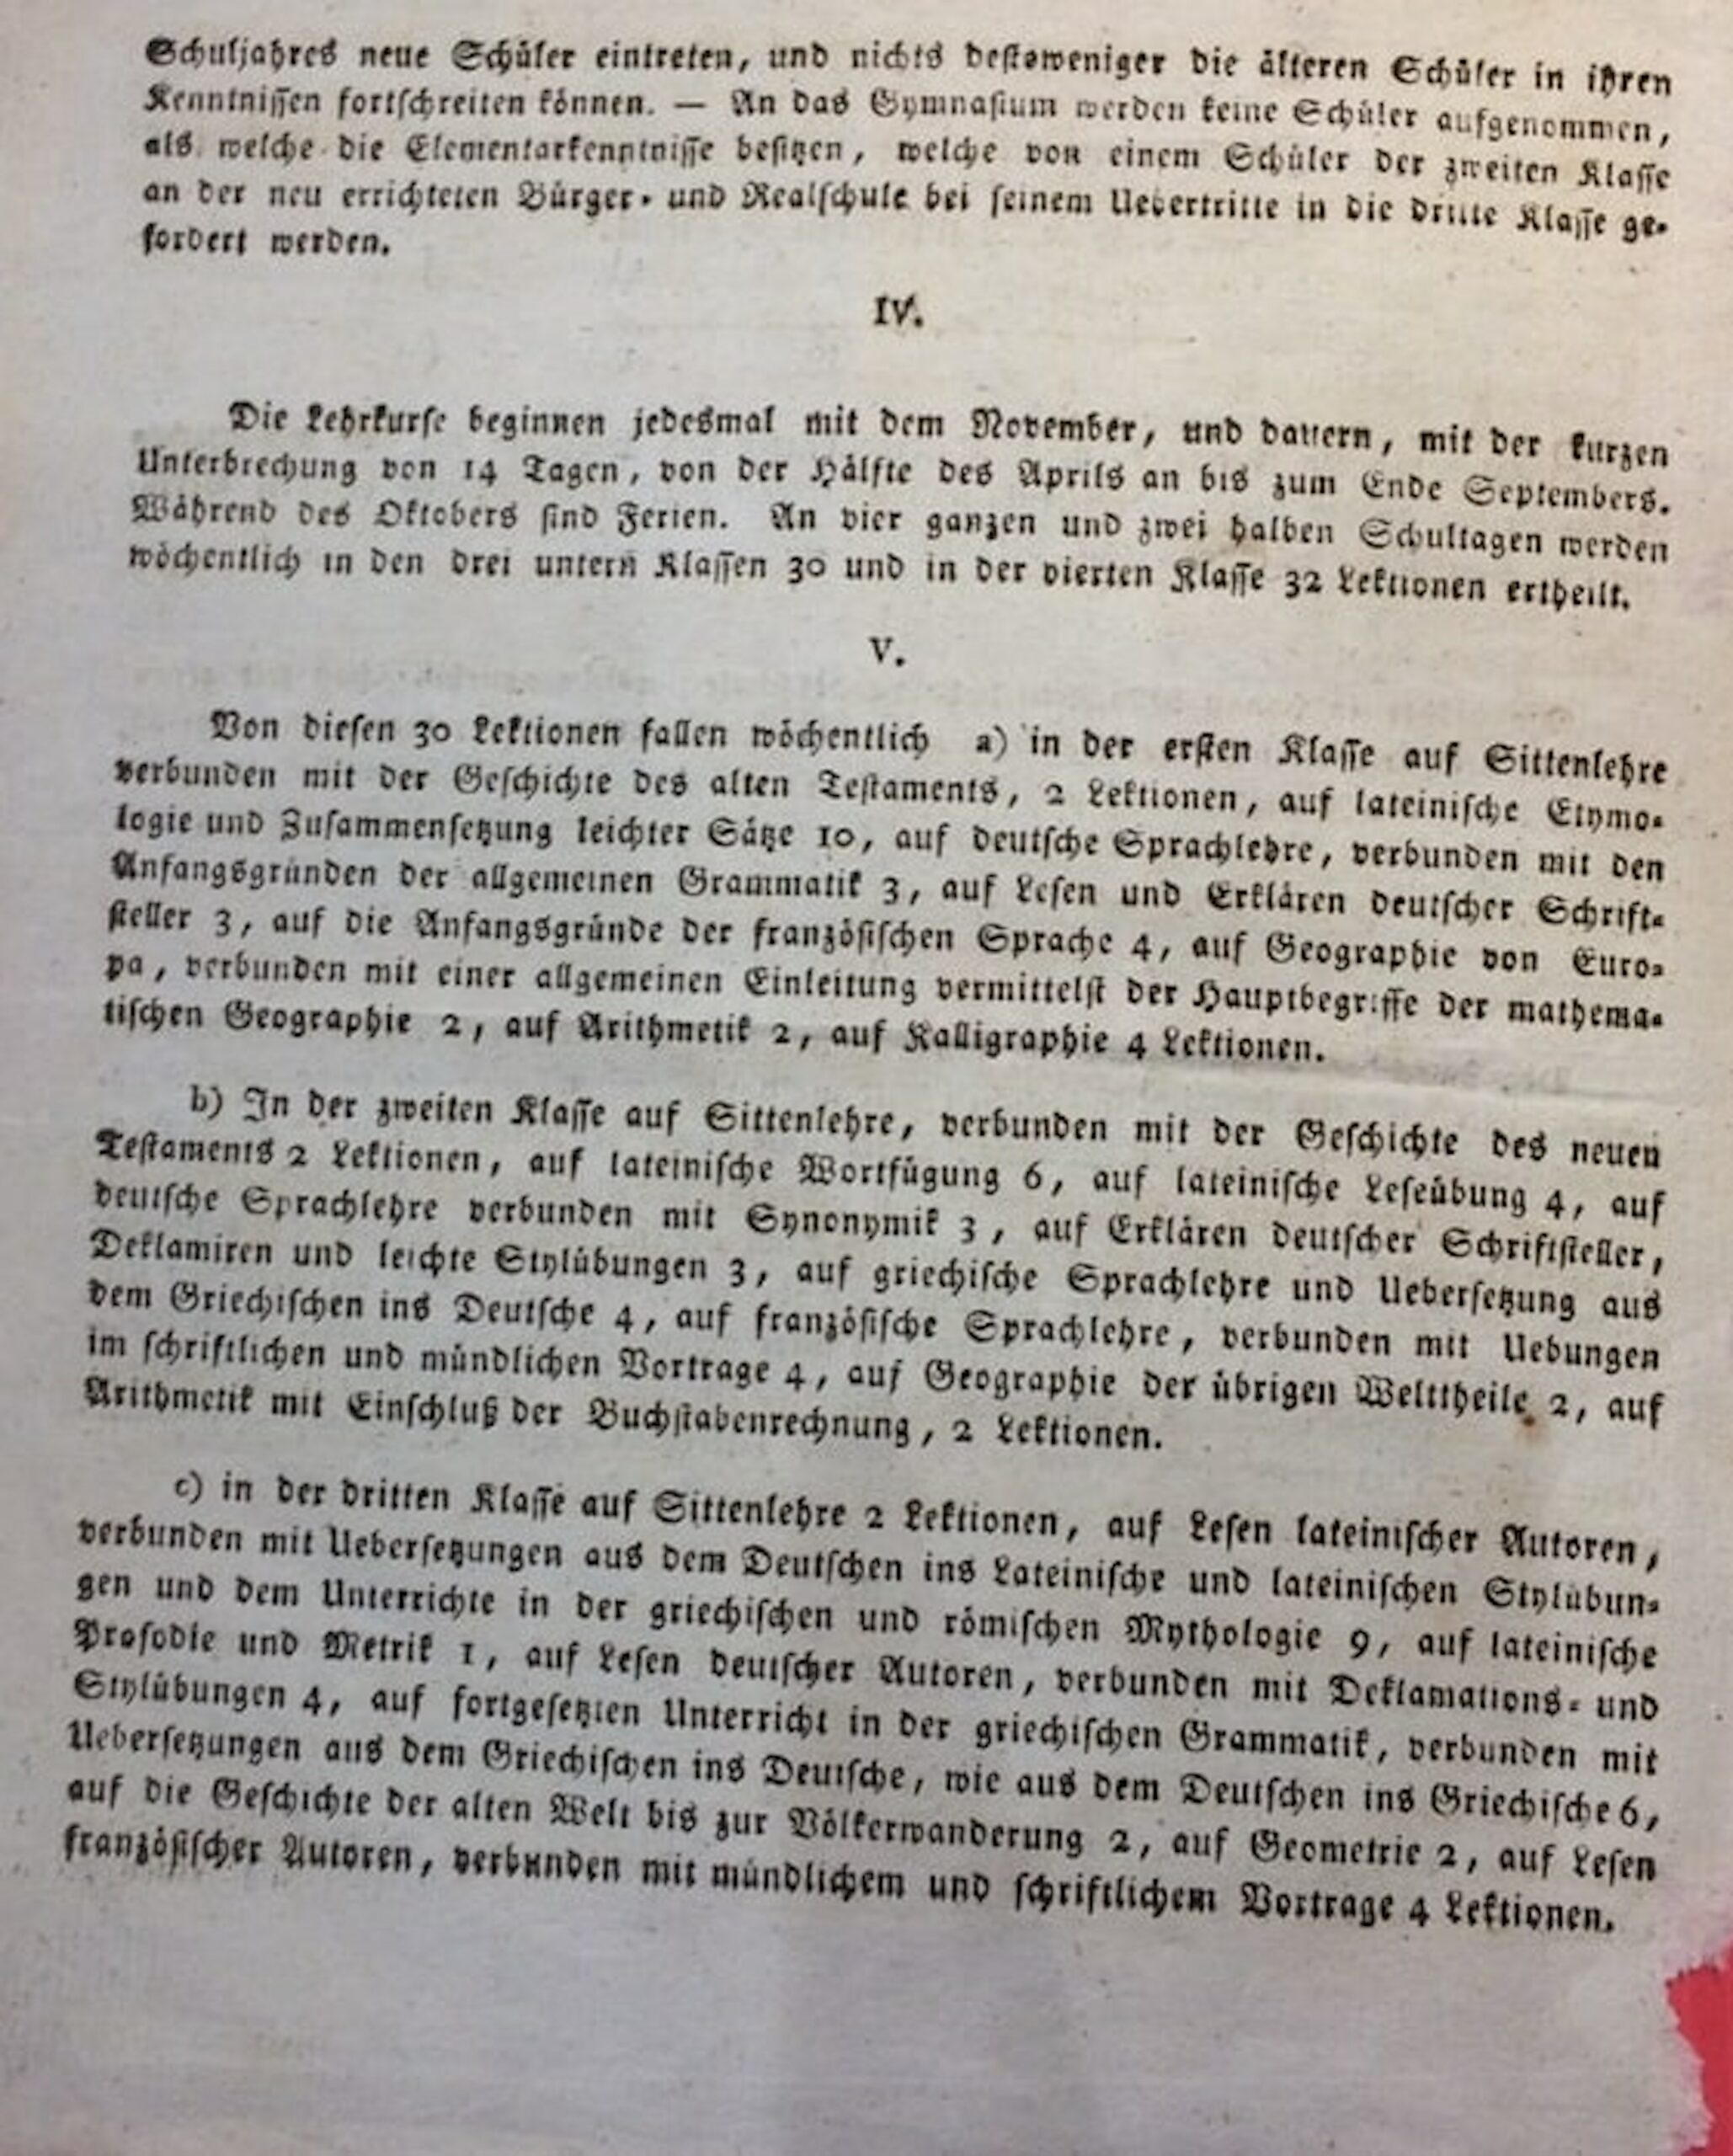 Schuljahres neue Schüler eintreten, und nichts destoweniger die älteren Schüler in ihren
Kenntnissen fortschreiten können. — An das Gymnasium werden keine Schüler aufgenommen,
als welche die Elementarkenntnisse besitzen, welche von einem Schüler der zweiten Klasse
an der neu errichteten Bürger- und Realschule bei seinem Uebertritte in die dritte Klasse ge-
fordert werden.
IV.
Die Lehrkurse beginnen jedesmal mit dem November, und dauern, mit der kurzen
Unterbrechung von 14 Tagen, von der Hälfte des Aprils an bis zum Ende Septembers.
Während des Oktobers sind Ferien. An vier ganzen und zwei halben Schultagen werden
wöchentlich in den drei untern Klassen 30 und in der vierten Klasse 32 Lektionen ertheilt.
V.
Von diesen 30 Lektionen fallen wöchentlich a) in der ersten Klasse auf Sittenlehre
verbunden mit der Geschichte des alten Testaments, 2 Lektionen, auf lateinische Etymo-
logie und Zusammensetzung leichter Sätze 10, auf deutsche Sprachlehre, verbunden mit den
Anfangsgründen der allgemeinen Grammatik 3, auf Lesen und Erklären deutscher Schrift-
steller 3, auf die Anfangsgründe der französischen Sprache 4, auf Geographie von Euro-
pa, verbunden mit einer allgemeinen Einleitung vermittelst der Hauptbegriffe der mathema-
tischen Geographie 2, auf Arithmetik 2, auf Kalligraphie 4 Lektionen.
b) In der zweiten Klasse auf Sittenlehre, verbunden mit der Geschichte des neuen
Testaments 2 Lektionen, auf lateinische Wortfügung 6, auf lateinische Leseübung 4, auf
deutsche Sprachlehre verbunden mit Synonymik 3, auf Erklären deutscher Schriftsteller,
Deklamiren und leichte Stylübungen 3, auf griechische Sprachlehre und Uebersetzung aus
dem Griechischen ins Deutsche 4, auf französische Sprachlehre, verbunden mit Uebungen
im schriftlichen und mündlichen Vortrage 4, auf Geographie der übrigen Welttheile 2, auf
Arithmetik mit Einschluß der Buchstabenrechnung, 2 Lektionen.
c) in der dritten Klasse auf Sittenlehre 2 Lektionen, auf Lesen lateinischer Autoren,
verbunden mit Uebersetzungen aus dem Deutschen ins Lateinische und lateinischen Stylübun-
gen und dem Unterrichte in der griechischen und römischen Mythologie 9, auf lateinische
Prosodie und Metrik 1, auf Lesen deutscher Autoren, verbunden mit Deklamations- und
Stylübungen 4, auf fortgesetzten Unterricht in der griechischen Grammatik, verbunden mit
Uebersetzungen aus dem Griechischen ins Deutsche, wie aus dem Deutschen ins Griechische 6,
auf die Geschichte der alten Welt bis zur Völkerwanderung 2, auf Geometrie 2, auf Lesen
französischer Autoren, verbunden mit mündlichem und schriftlichem Vortrage 4 Lektionen.